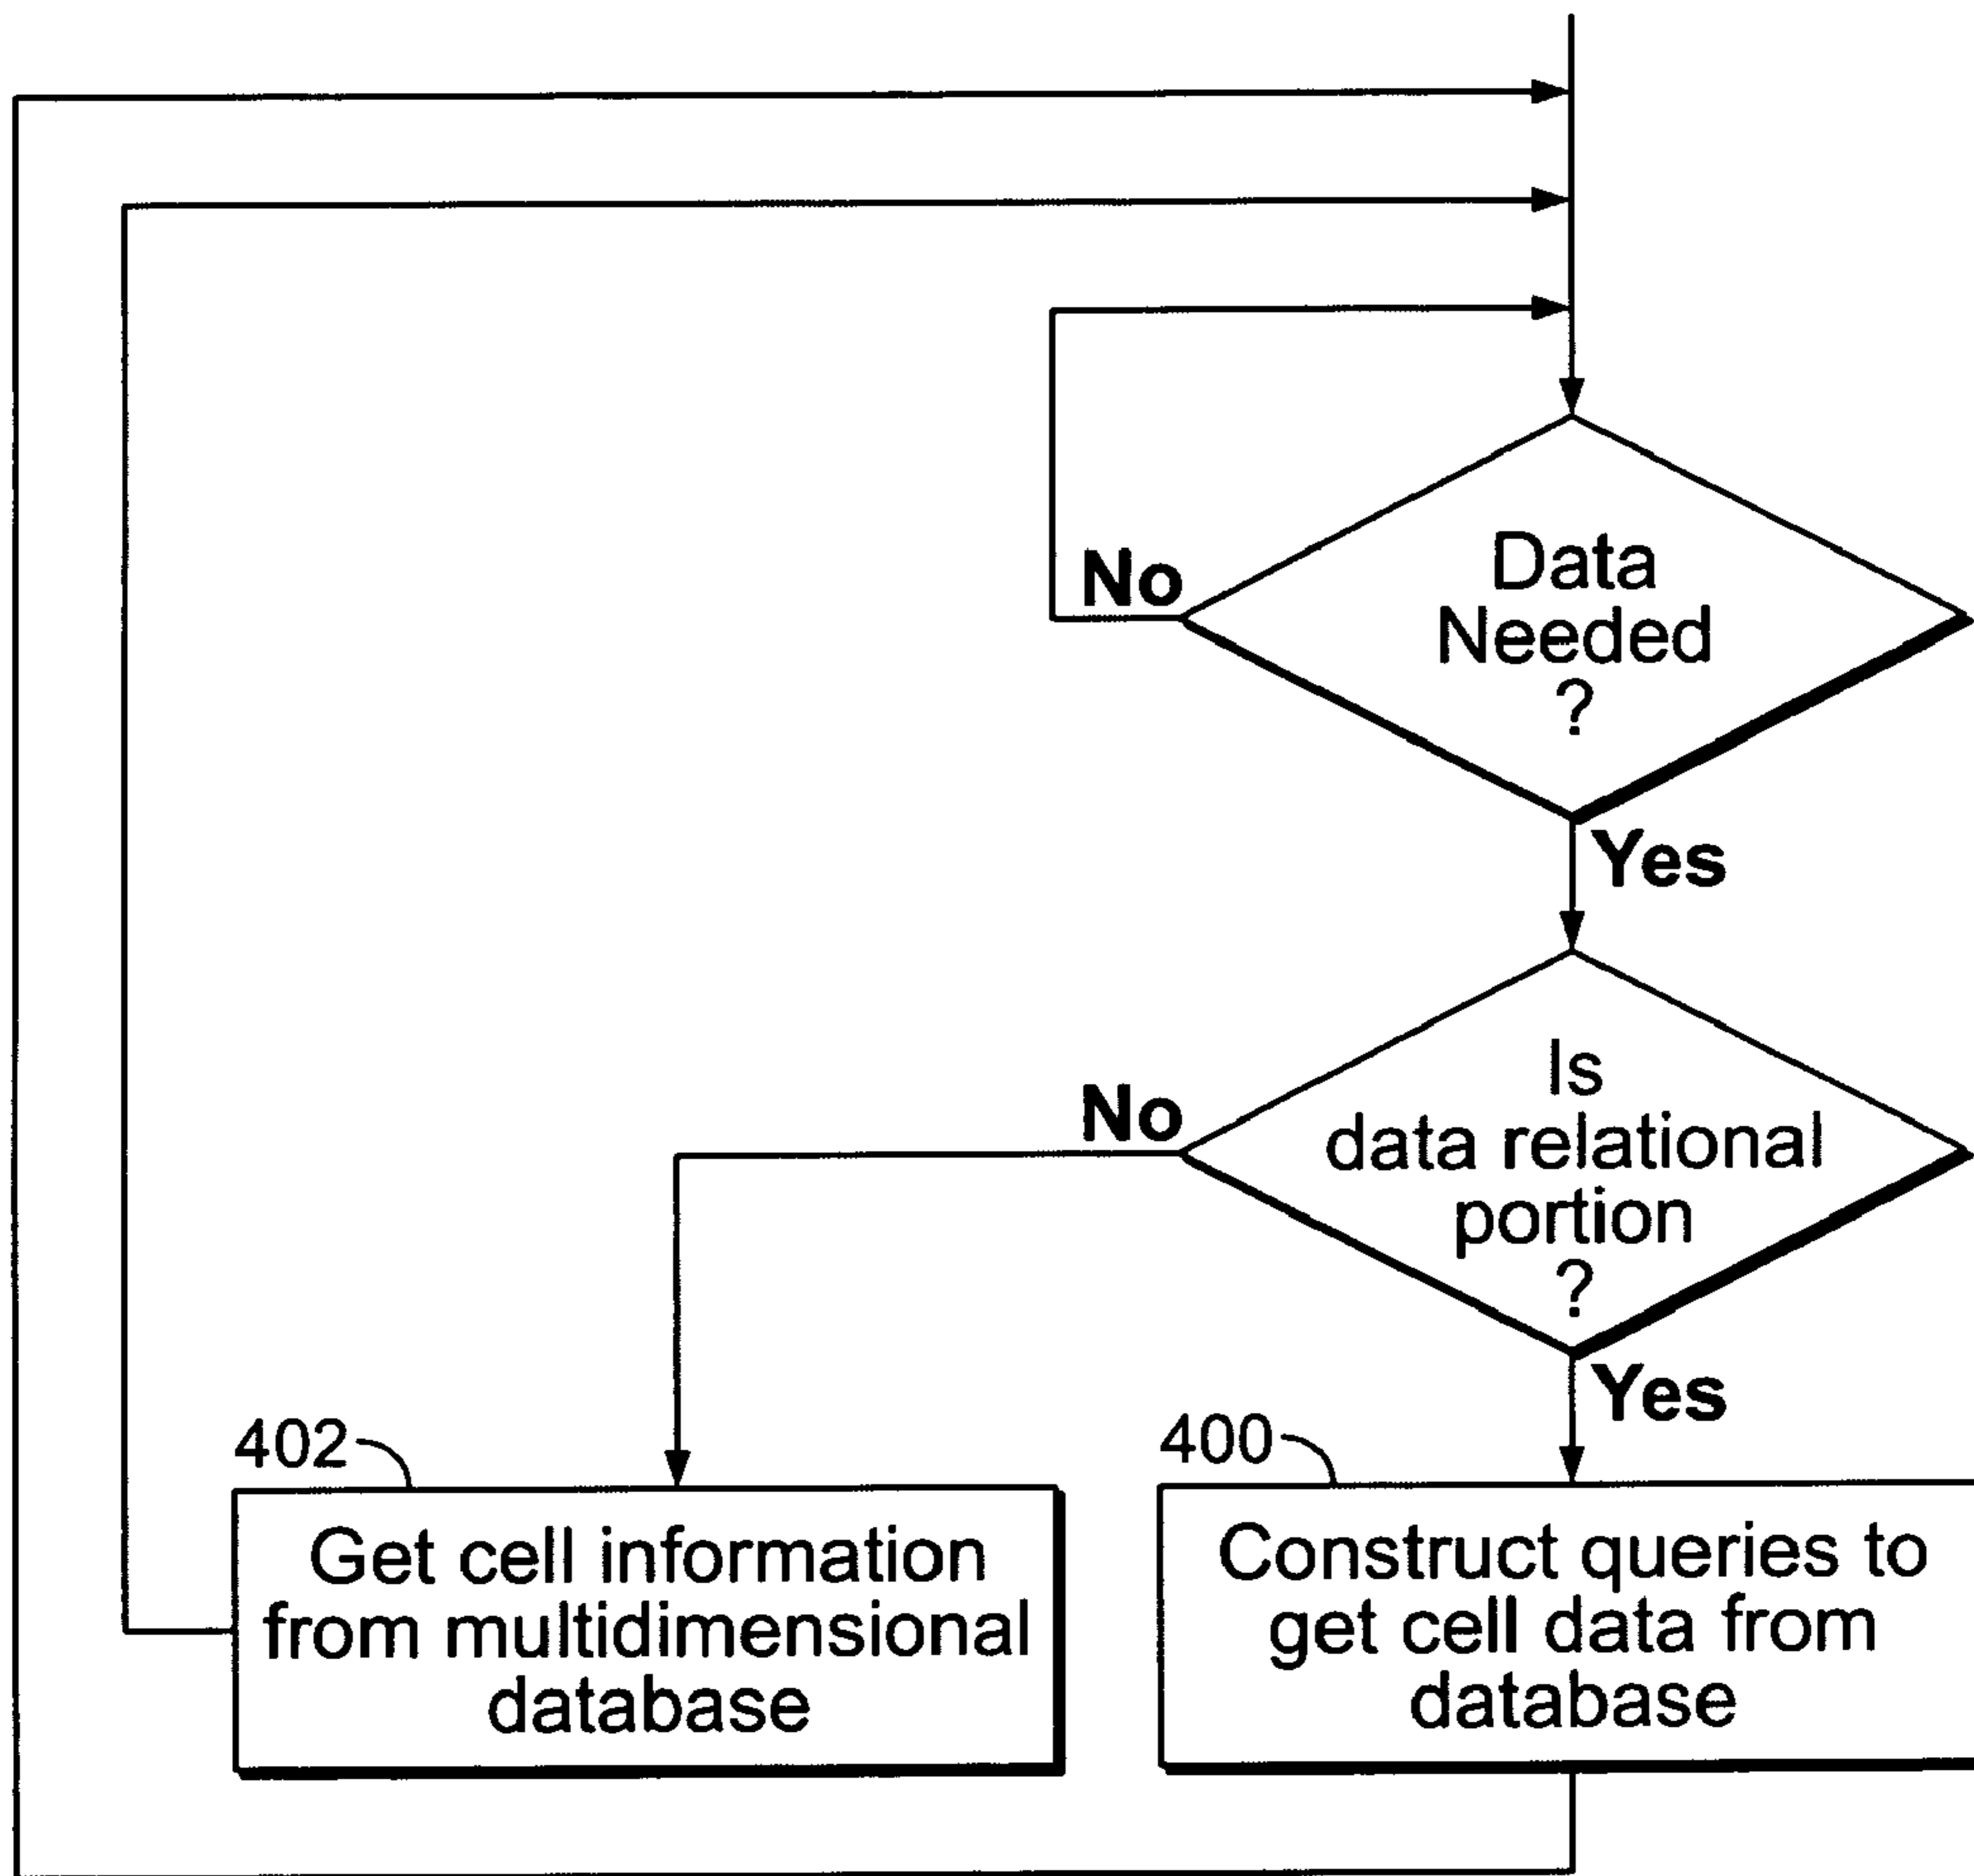 Data
Needed
?
No
Yes
Is
data relational
portion
?
No
Yes
402
400
Get cell information
from multidimensional
database
Construct queries to
get cell data from
database